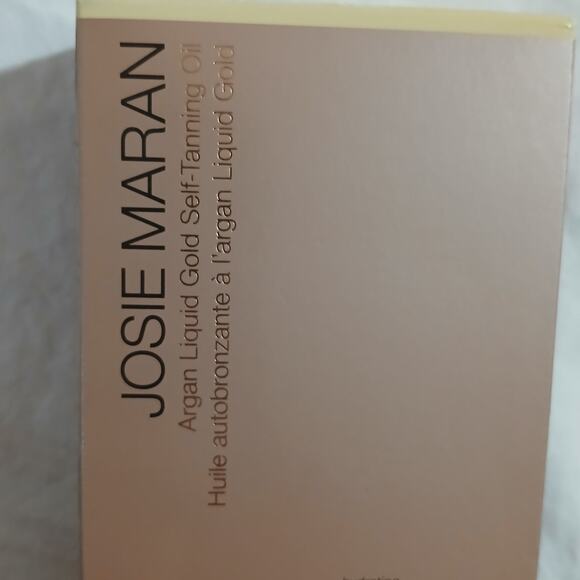 JOSIE MARAN
Argan Liquid Gold Self-Tanning Oil
Huile autobronzante à l'argan Liquid Gold